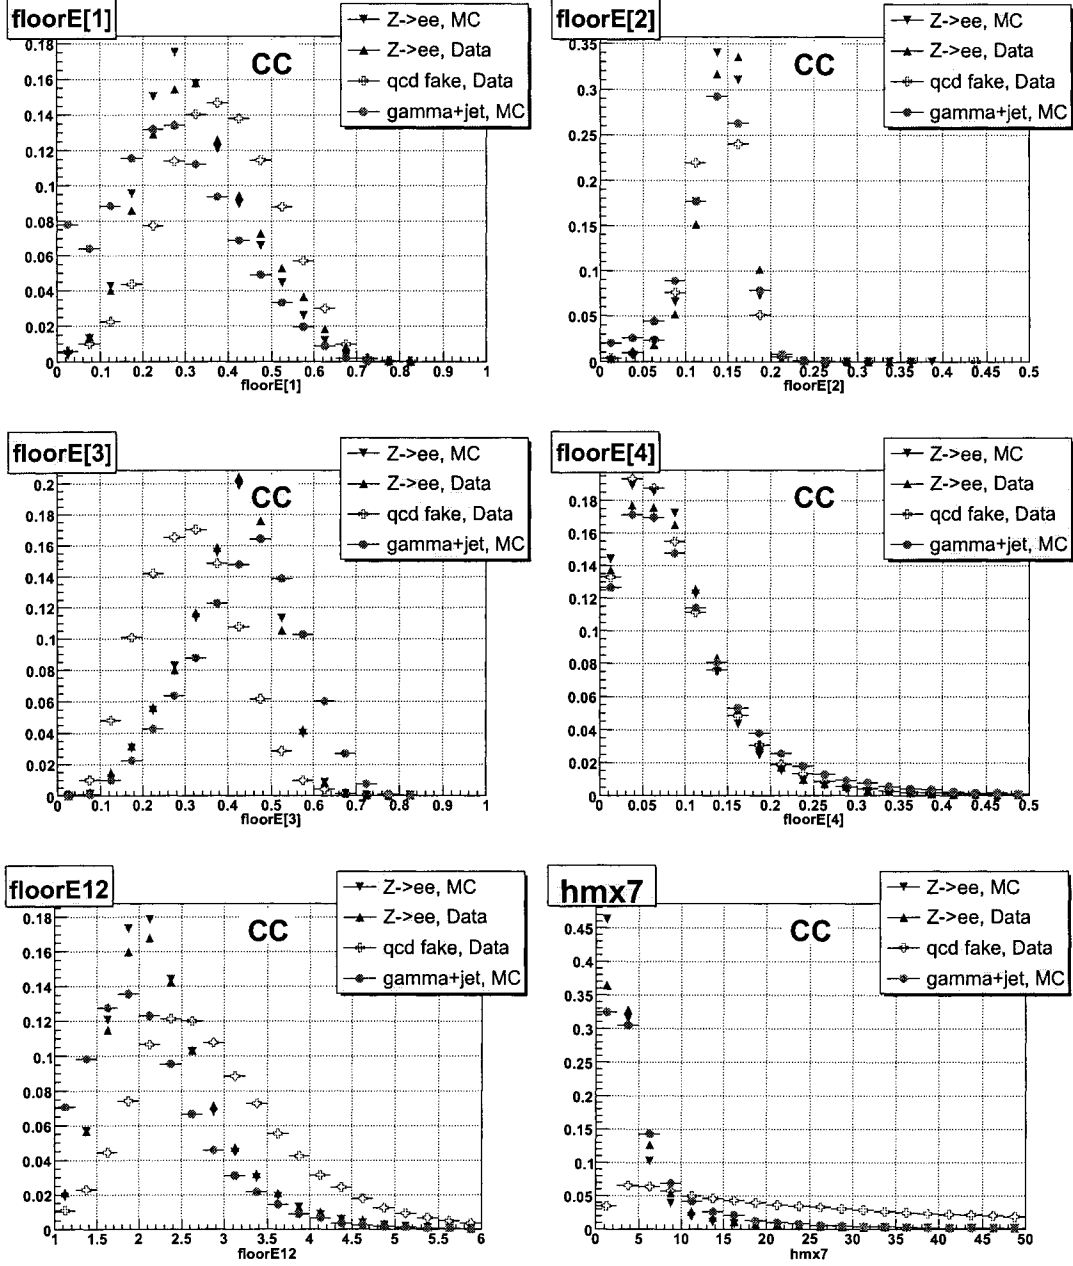 floorE[1]
CC
Z->ee, MC
Z->ee, Data
qcd fake, Data
gamma+jet, MC
0.18
0.16
0.14
0.12
0.1
0.08
0.06
0.04
0.02
0
0 0.1 0.2 0.3 0.4 0.5 0.6 0.7 0.8 0.9 1
floorE[1]
floorE[2]
CC
Z->ee, MC
Z->ee, Data
qcd fake, Data
gamma+jet, MC
0.35
0.3
0.25
0.2
0.15
0.1
0.05
0
0 0.05 0.1 0.15 0.2 0.25 0.3 0.35 0.4 0.45 0.5
floorE[2]
floorE[3]
CC
Z->ee, MC
Z->ee, Data
qcd fake, Data
gamma+jet, MC
0.2
0.18
0.16
0.14
0.12
0.1
0.08
0.06
0.04
0.02
0
0 0.1 0.2 0.3 0.4 0.5 0.6 0.7 0.8 0.9 1
floorE[3]
floorE[4]
CC
Z->ee, MC
Z->ee, Data
qcd fake, Data
gamma+jet, MC
0.18
0.16
0.14
0.12
0.1
0.08
0.06
0.04
0.02
0
0 0.05 0.1 0.15 0.2 0.25 0.3 0.35 0.4 0.45 0.5
floorE[4]
floorE12
CC
Z->ee, MC
Z->ee, Data
qcd fake, Data
gamma+jet, MC
0.18
0.16
0.14
0.12
0.1
0.08
0.06
0.04
0.02
0
1 1.5 2 2.5 3 3.5 4 4.5 5 5.5 6
floorE12
hmx7
CC
Z->ee, MC
Z->ee, Data
qcd fake, Data
gamma+jet, MC
0.45
0.4
0.35
0.3
0.25
0.2
0.15
0.1
0.05
0
0 5 10 15 20 25 30 35 40 45 50
hmx7